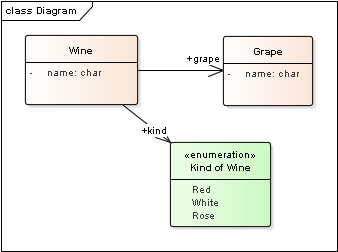 class Diagram
Wine
- name: char
+grape
Grape
- name: char
+kind
«enumeration»
Kind of Wine
Red
White
Rose